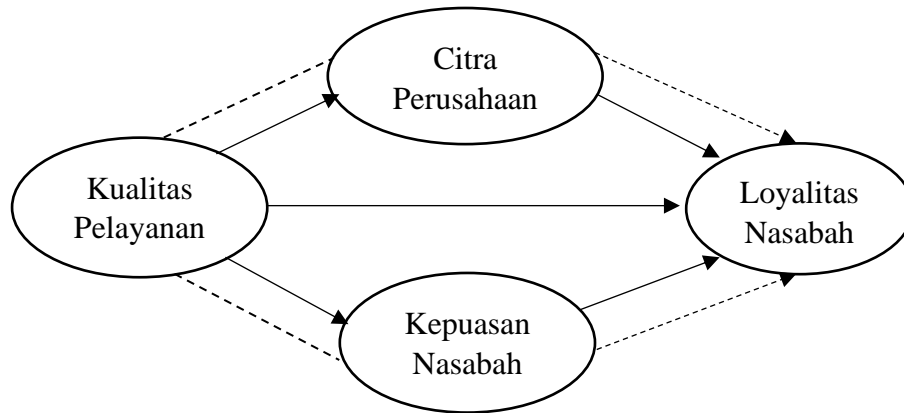 Citra
Perusahaan
Kualitas
Pelayanan
Loyalitas
Nasabah
Kepuasan
Nasabah